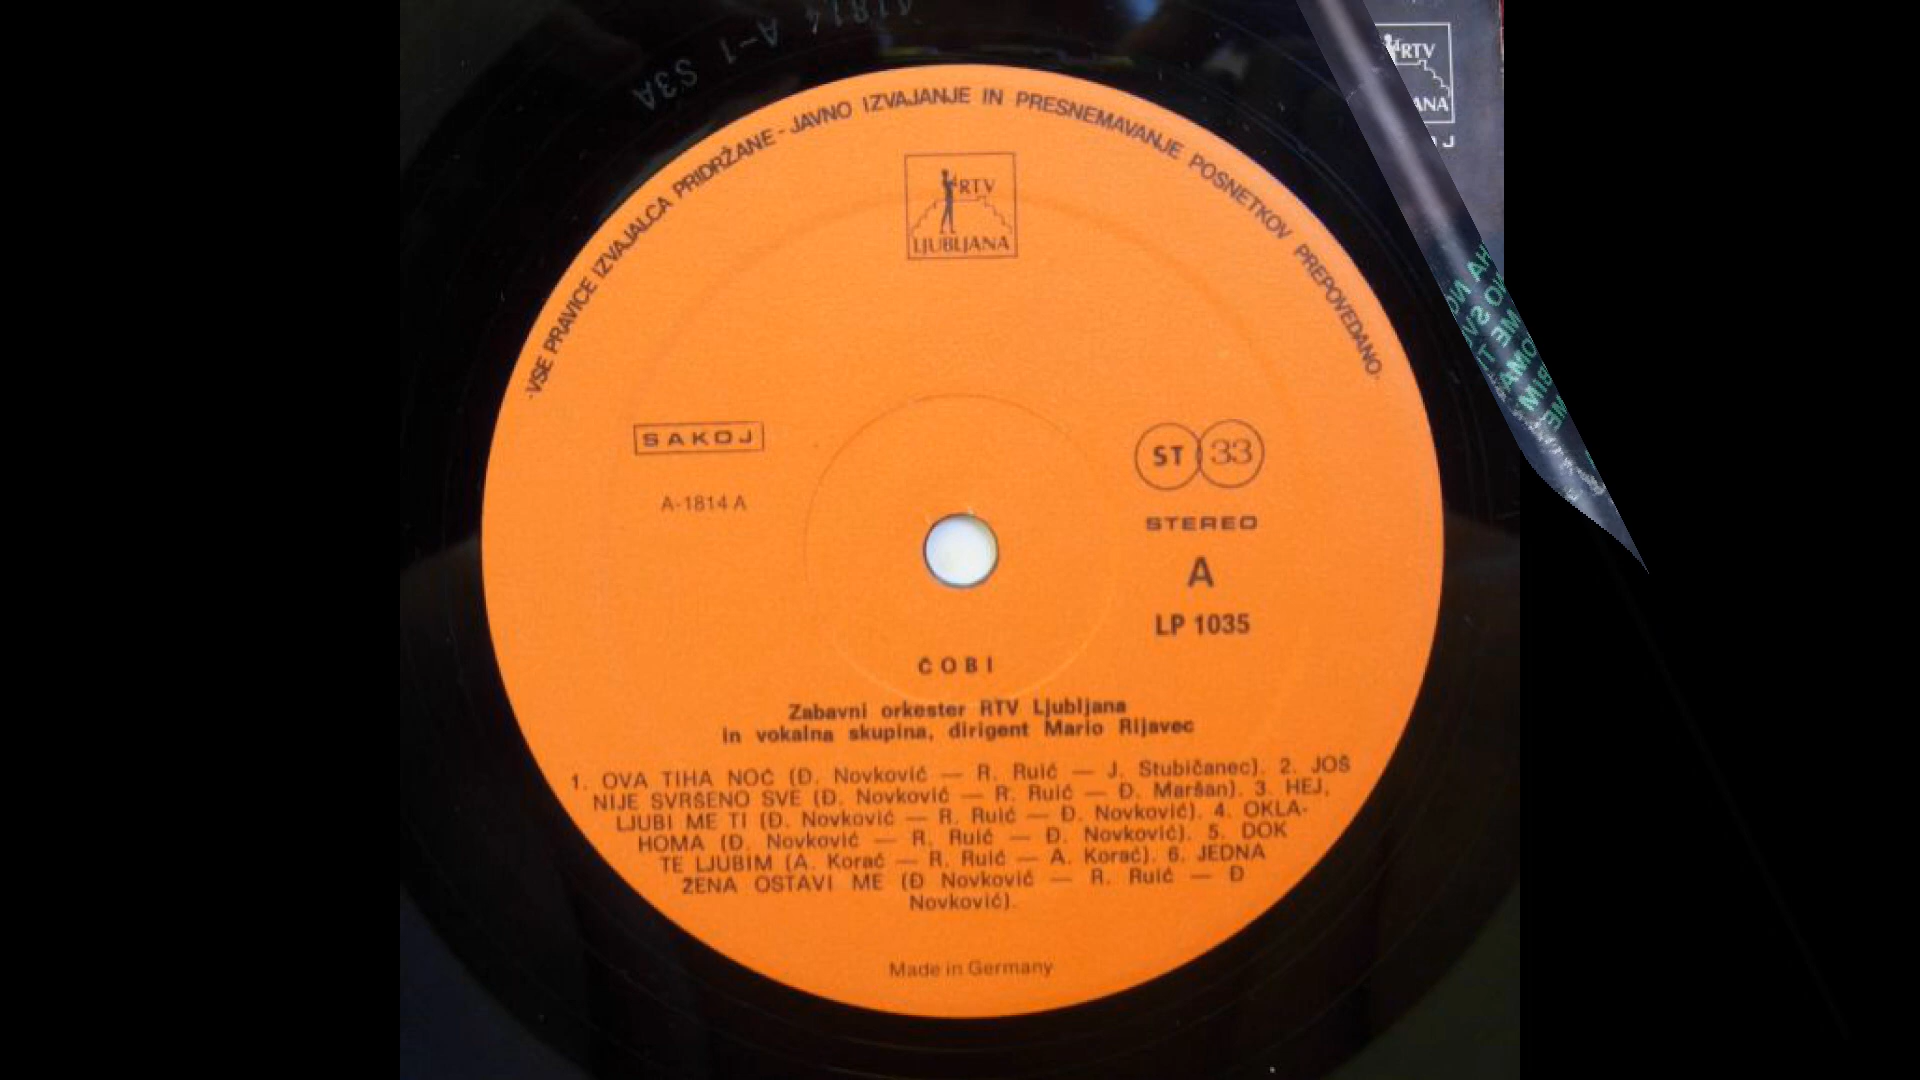 41814 A-1 S3A
·VSE PRAVICE IZVAJALCA PRIDRŽANE - JAVNO IZVAJANJE IN PRESNEMAVANJE POSNETKOV PREPOVEDANO·
RTV
LJUBLJANA
RTV
SAKOJ
ST 33
A-1814 A
STEREO
A
LP 1035
ČOBI
Zabavni orkester RTV Ljubljana
in vokalna skupina, dirigent Mario Rijavec
1. OVA TIHA NOĆ (Đ. Novković — R. Ruić — J. Stubičanec). 2. JOŠ
NIJE SVRŠENO SVE (Đ. Novković — R. Ruić — Đ. Maršan). 3. HEJ,
LJUBI ME TI (Đ. Novković — R. Ruić — Đ. Novković). 4. OKLA-
HOMA (Đ. Novković — R. Ruić — Đ. Novković). 5. DOK
TE LJUBIM (A. Korać — R. Ruić — A. Korać). 6. JEDNA
ŽENA OSTAVI ME (Đ Novković — R. Ruić — Đ
Novković).
Made in Germany